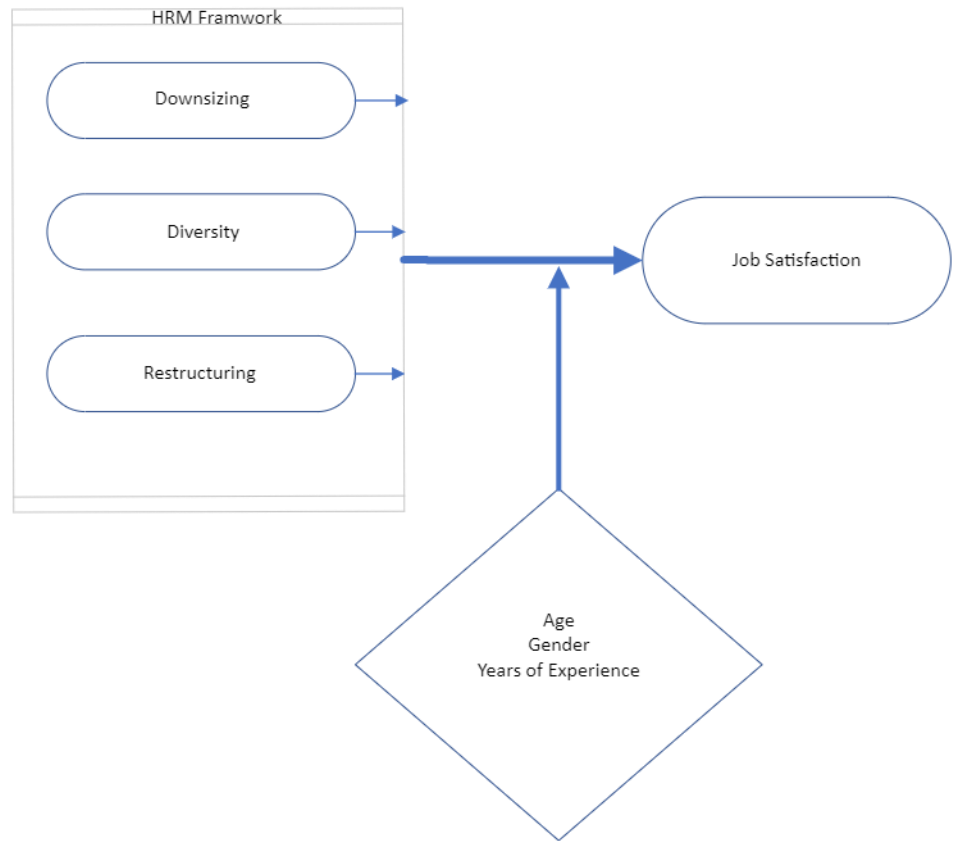 HRM Framwork
Downsizing
Diversity
Restructuring
Job Satisfaction
Age
Gender
Years of Experience